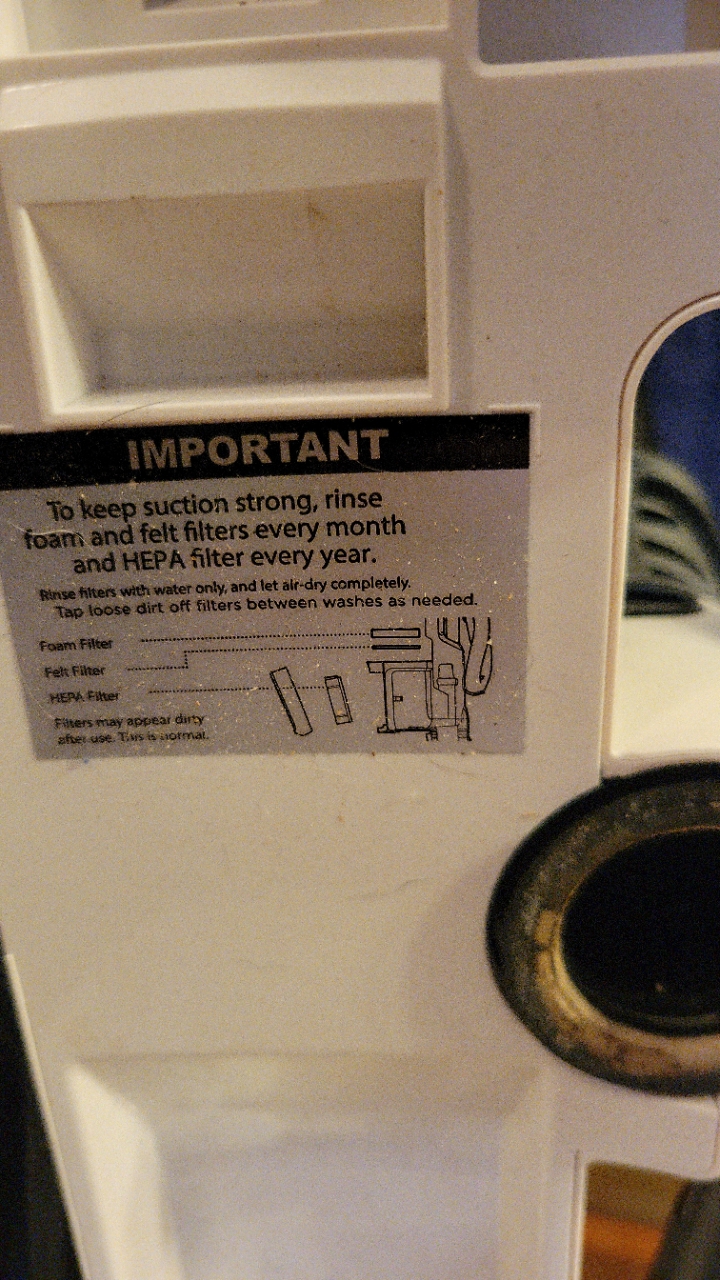 IMPORTANT
To keep suction strong, rinse
foam and felt filters every month
and HEPA filter every year.
Rinse filters with water only, and let air-dry completely.
Tap loose dirt off filters between washes as needed.
Foam Filter
Felt Filter
HEPA Filter
Filters may appear dirty
after use. This is normal.